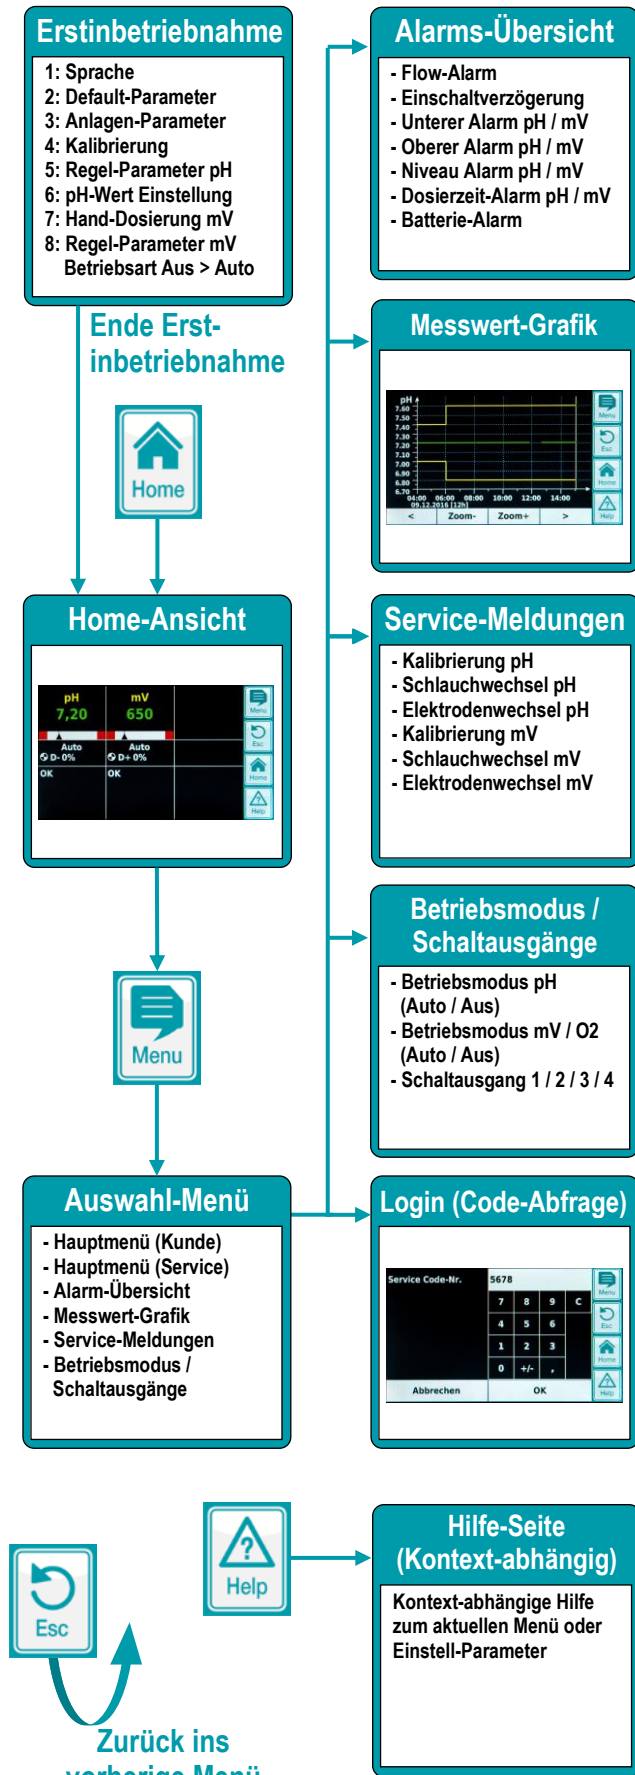 Erstinbetriebnahme
1: Sprache
2: Default-Parameter
3: Anlagen-Parameter
4: Kalibrierung
5: Regel-Parameter pH
6: pH-Wert Einstellung
7: Hand-Dosierung mV
8: Regel-Parameter mV
Betriebsart Aus > Auto
Ende Erst-
inbetriebnahme
Home
Home-Ansicht
pH
7,20
mV
650
Auto
D- 0%
Auto
D+ 0%
OK
OK
Menu
Esc
Home
Help
Menu
Auswahl-Menü
- Hauptmenü (Kunde)
- Hauptmenü (Service)
- Alarm-Übersicht
- Messwert-Grafik
- Service-Meldungen
- Betriebsmodus /
Schaltausgänge
Alarms-Übersicht
- Flow-Alarm
- Einschaltverzögerung
- Unterer Alarm pH / mV
- Oberer Alarm pH / mV
- Niveau Alarm pH / mV
- Dosierzeit-Alarm pH / mV
- Batterie-Alarm
Messwert-Grafik
pH
7.60
7.50
7.40
7.30
7.20
7.10
7.00
6.90
6.80
6.70
04:00 06:00 08:00 10:00 12:00 14:00
09.12.2016 [12h]
< Zoom- Zoom+ >
Menu
Esc
Home
Help
Service-Meldungen
- Kalibrierung pH
- Schlauchwechsel pH
- Elektrodenwechsel pH
- Kalibrierung mV
- Schlauchwechsel mV
- Elektrodenwechsel mV
Betriebsmodus /
Schaltausgänge
- Betriebsmodus pH
(Auto / Aus)
- Betriebsmodus mV / O2
(Auto / Aus)
- Schaltausgang 1 / 2 / 3 / 4
Login (Code-Abfrage)
Service Code-Nr. 5678
7 8 9 C
4 5 6
1 2 3
0 +/- ,
Abbrechen OK
Menu
Esc
Home
Help
Esc
Zurück ins
vorherige Menü
Help
Hilfe-Seite
(Kontext-abhängig)
Kontext-abhängige Hilfe
zum aktuellen Menü oder
Einstell-Parameter